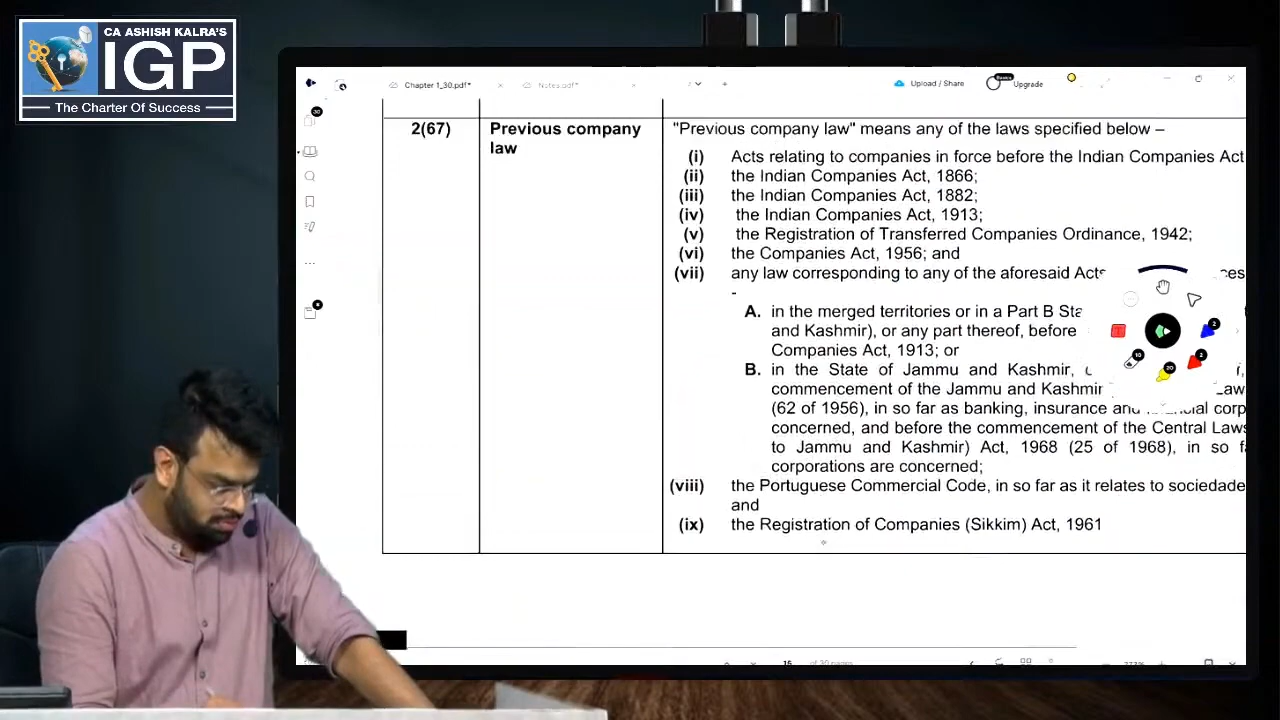 CA ASHISH KALRA'S
IGP
The Charter Of Success
Chapter 1_30.pdf*
Notes.pdf*
Upload / Share
Basics
Upgrade
2(67)
Previous company
law
"Previous company law" means any of the laws specified below –
(i) Acts relating to companies in force before the Indian Companies Act
(ii) the Indian Companies Act, 1866;
(iii) the Indian Companies Act, 1882;
(iv) the Indian Companies Act, 1913;
(v) the Registration of Transferred Companies Ordinance, 1942;
(vi) the Companies Act, 1956; and
(vii) any law corresponding to any of the aforesaid Acts
-
A. in the merged territories or in a Part B Sta
and Kashmir), or any part thereof, before
Companies Act, 1913; or
B. in the State of Jammu and Kashmir,
commencement of the Jammu and Kashmir Law
(62 of 1956), in so far as banking, insurance and corp
concerned, and before the commencement of the Central Laws
to Jammu and Kashmir) Act, 1968 (25 of 1968), in so fa
corporations are concerned;
(viii) the Portuguese Commercial Code, in so far as it relates to sociedade
and
(ix) the Registration of Companies (Sikkim) Act, 1961